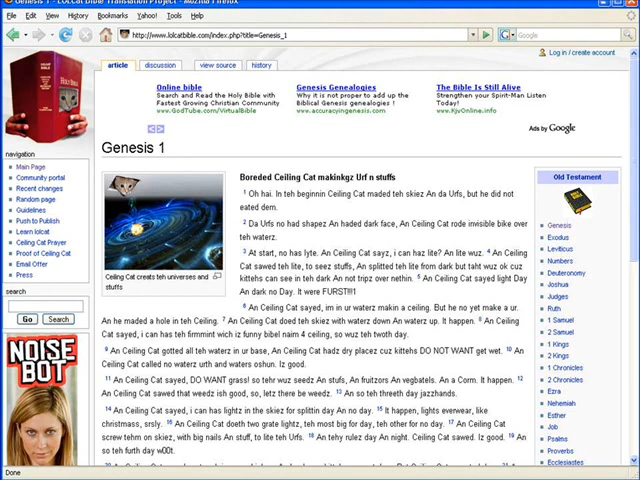 Genesis 1 - LOLCat Bible Translation Project - Mozilla Firefox
File Edit View History Bookmarks Yahoo! Tools Help
http://www.lolcatbible.com/index.php?title=Genesis_1
Google
Log in / create account
article discussion view source history
HOLY BIBLE
Online bible
Search and Read the Holy Bible with
Fastest Growing Christian Community
www.GodTube.com/VirtualBible
Genesis Genealogies
Why it is not proper to add up the
Biblical Genesis genealogies !
www.accuracyingenesis.com
The Bible Is Still Alive
Strengthen your Spirit-Man Listen
Today!
www.KjvOnline.info
Ads by Google
navigation
Main Page
Community portal
Recent changes
Random page
Guidelines
Push to Publish
Learn lolcat
Ceiling Cat Prayer
Proof of Ceiling Cat
Email Offer
Press
search
Go Search
NOISE
BOT
Genesis 1
Ceiling Cat creats teh universes and
stuffs
Boreded Ceiling Cat makinkgz Urf n stuffs
1 Oh hai. In teh beginnin Ceiling Cat maded teh skiez An da Urfs, but he did not
eated dem.
2 Da Urfs no had shapez An haded dark face, An Ceiling Cat rode invisible bike over
teh waterz.
3 At start, no has lyte. An Ceiling Cat sayz, i can haz lite? An lite wuz. 4 An Ceiling
Cat sawed teh lite, to seez stuffs, An splitted teh lite from dark but taht wuz ok cuz
kittehs can see in teh dark An not tripz over nethin. 5 An Ceiling Cat sayed light Day
An dark no Day. It were FURST!!!1
6 An Ceiling Cat sayed, im in ur waterz makin a ceiling. But he no yet make a ur.
An he maded a hole in teh Ceiling. 7 An Ceiling Cat doed teh skiez with waterz down An waterz up. It happen. 8 An Ceiling
Cat sayed, i can has teh firmmint wich iz funny bibel naim 4 ceiling, so wuz teh twoth day.
9 An Ceiling Cat gotted all teh waterz in ur base, An Ceiling Cat hadz dry placez cuz kittehs DO NOT WANT get wet. 10 An
Ceiling Cat called no waterz urth and waters oshun. Iz good.
11 An Ceiling Cat sayed, DO WANT grass! so tehr wuz seedz An stufs, An fruitzors An vegbatels. An a Corm. It happen. 12
An Ceiling Cat sawed that weedz ish good, so, letz there be weedz. 13 An so teh threeth day jazzhands.
14 An Ceiling Cat sayed, i can has lightz in the skiez for splittin day An no day. 15 It happen, lights everwear, like
christmass, srsly. 16 An Ceiling Cat doeth two grate lightz, teh most big for day, teh other for no day. 17 An Ceiling Cat
screw tehm on skiez, with big nails An stuff, to lite teh Urfs. 18 An tehy rulez day An night. Ceiling Cat sawed. Iz good. 19 An
so teh furth day w00t.
Old Testament
Genesis
Exodus
Leviticus
Numbers
Deuteronomy
Joshua
Judges
Ruth
1 Samuel
2 Samuel
1 Kings
2 Kings
1 Chronicles
2 Chronicles
Ezra
Nehemiah
Esther
Job
Psalms
Proverbs
Ecclesiastes
Done